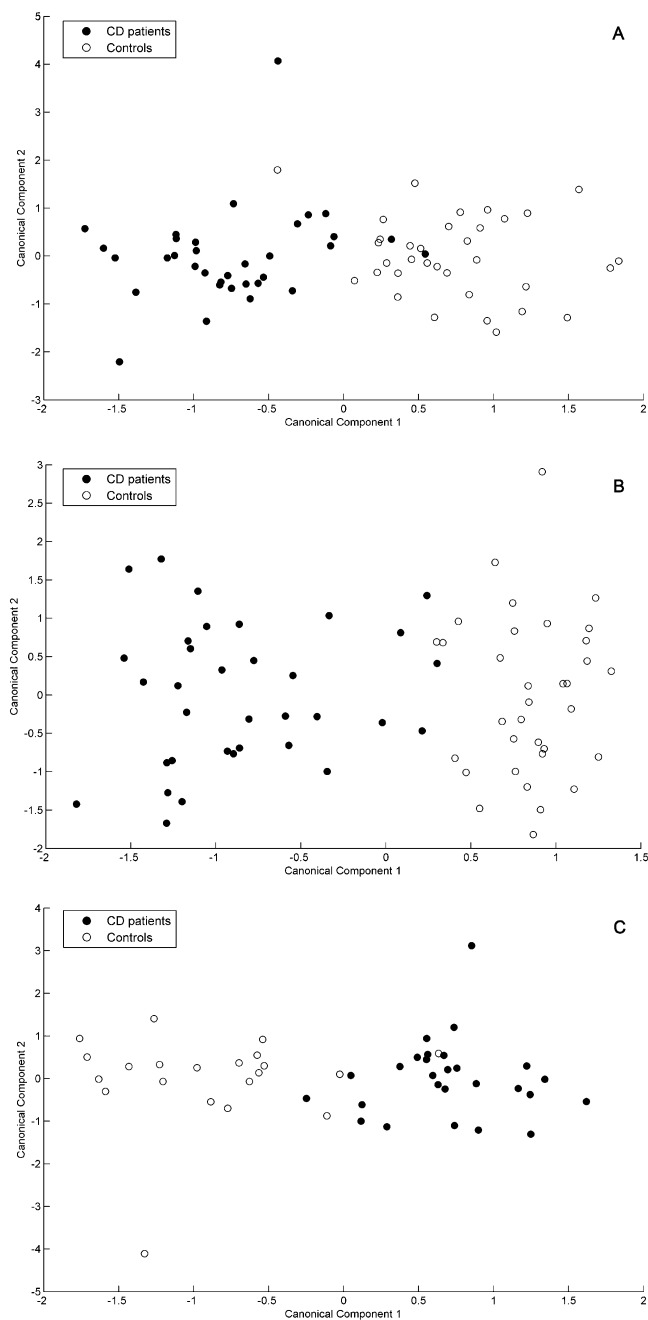 A
CD patients
Controls
5
4
3
2
1
0
-1
-2
-3
Canonical Component 2
-2 -1.5 -1 -0.5 0 0.5 1 1.5 2
Canonical Component 1
B
CD patients
Controls
3
2.5
2
1.5
1
0.5
0
-0.5
-1
-1.5
-2
Canonical Component 2
-2 -1.5 -1 -0.5 0 0.5 1 1.5
Canonical Component 1
C
CD patients
Controls
4
3
2
1
0
-1
-2
-3
-4
-5
Canonical Component 2
-2 -1.5 -1 -0.5 0 0.5 1 1.5 2
Canonical Component 1